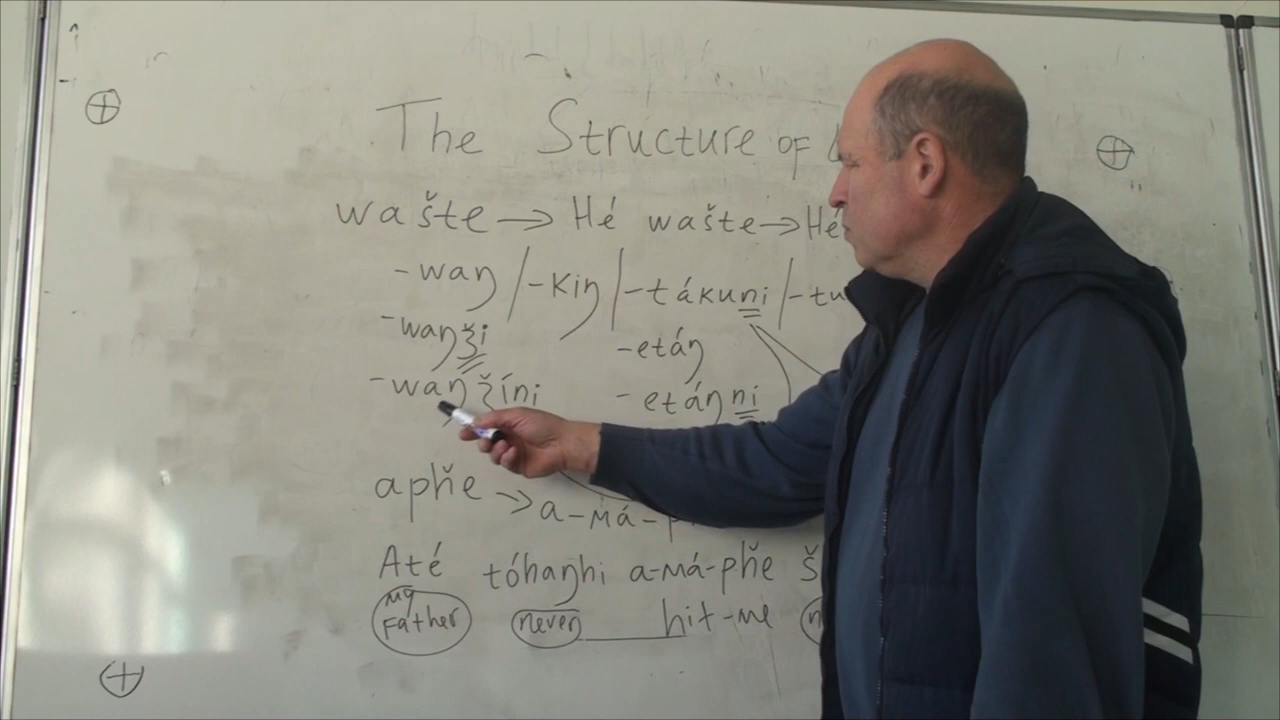 The Structure of
wašte → Hé wašte → Hé
-waŋ / -kiŋ / -tákuni / -tu
-waŋži -etáŋ
-waŋžíni -etáŋni
apȟe → a-má-p
Até tóhaŋhi a-má-pȟe š
my
Father never hit-me